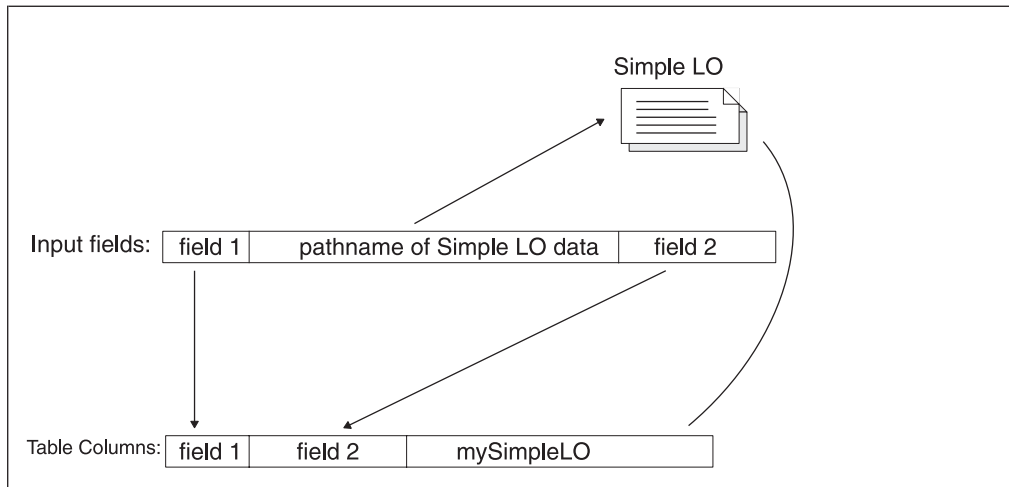 Simple LO
Input fields: field 1 pathname of Simple LO data field 2
Table Columns: field 1 field 2 mySimpleLO